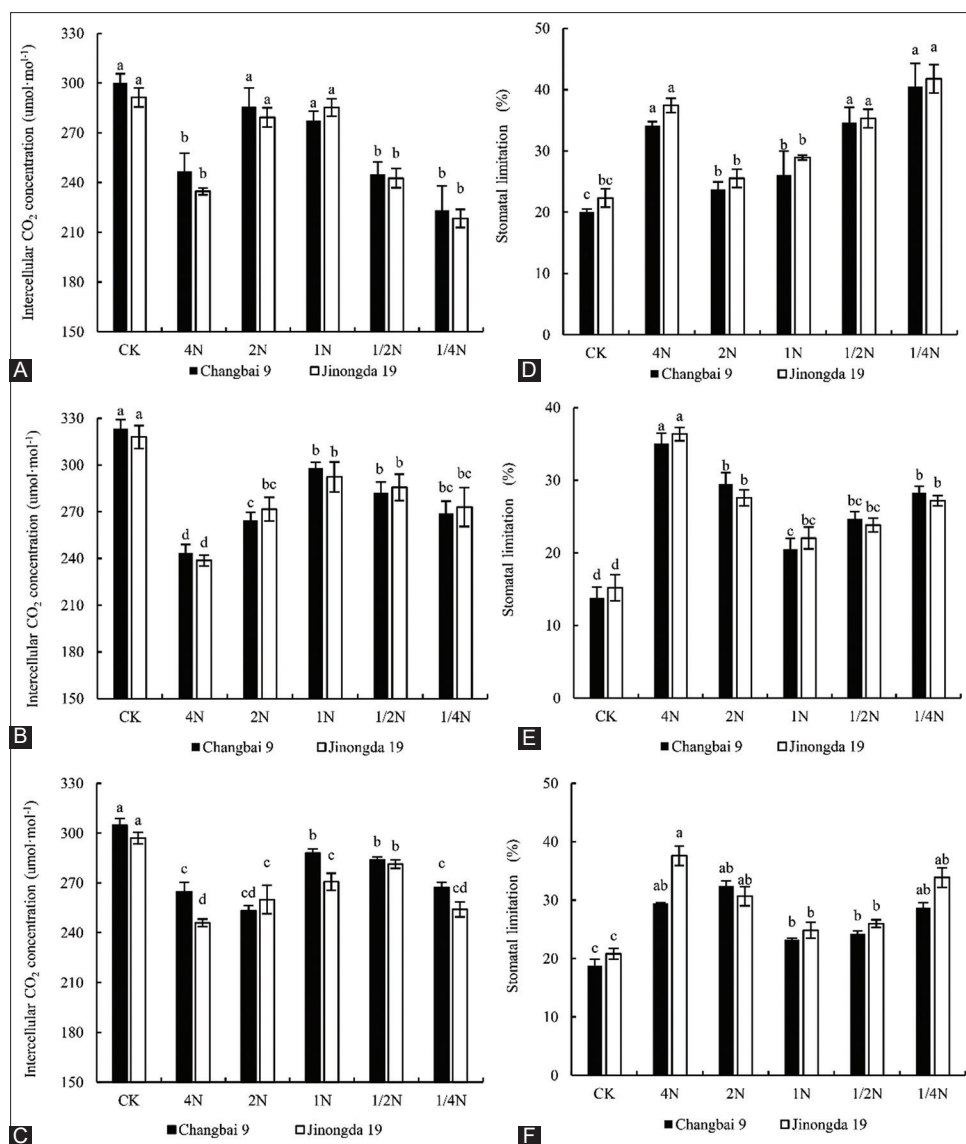 Intercellular CO₂ concentration (umol·moˡ⁻¹)
330
300
270
240
210
180
150
a a b b a a a a b b b b
CK 4N 2N 1N 1/2N 1/4N
Changbai 9 Jinongda 19
A
Stomatal limitation (%)
50
40
30
20
10
0
c bc a a b b b b a a a a
CK 4N 2N 1N 1/2N 1/4N
Changbai 9 Jinongda 19
D
Intercellular CO₂ concentration (umol·mol⁻¹)
330
300
270
240
210
180
150
a a d d c bc b b b b bc bc
CK 4N 2N 1N 1/2N 1/4N
Changbai 9 Jinongda 19
B
Stomatal limitation (%)
40
30
20
10
0
d d a a b b c bc bc bc b b
CK 4N 2N 1N 1/2N 1/4N
Changbai 9 Jinongda 19
E
Intercellular CO₂ concentration (umol·mol⁻¹)
330
300
270
240
210
180
150
a a c d cd c b a b b c cd
CK 4N 2N 1N 1/2N 1/4N
Changbai 9 Jinongda 19
C
Stomatal limitation (%)
50
40
30
20
10
0
c c ab a ab ab b b b b ab ab
CK 4N 2N 1N 1/2N 1/4N
Changbai 9 Jinongda 19
F